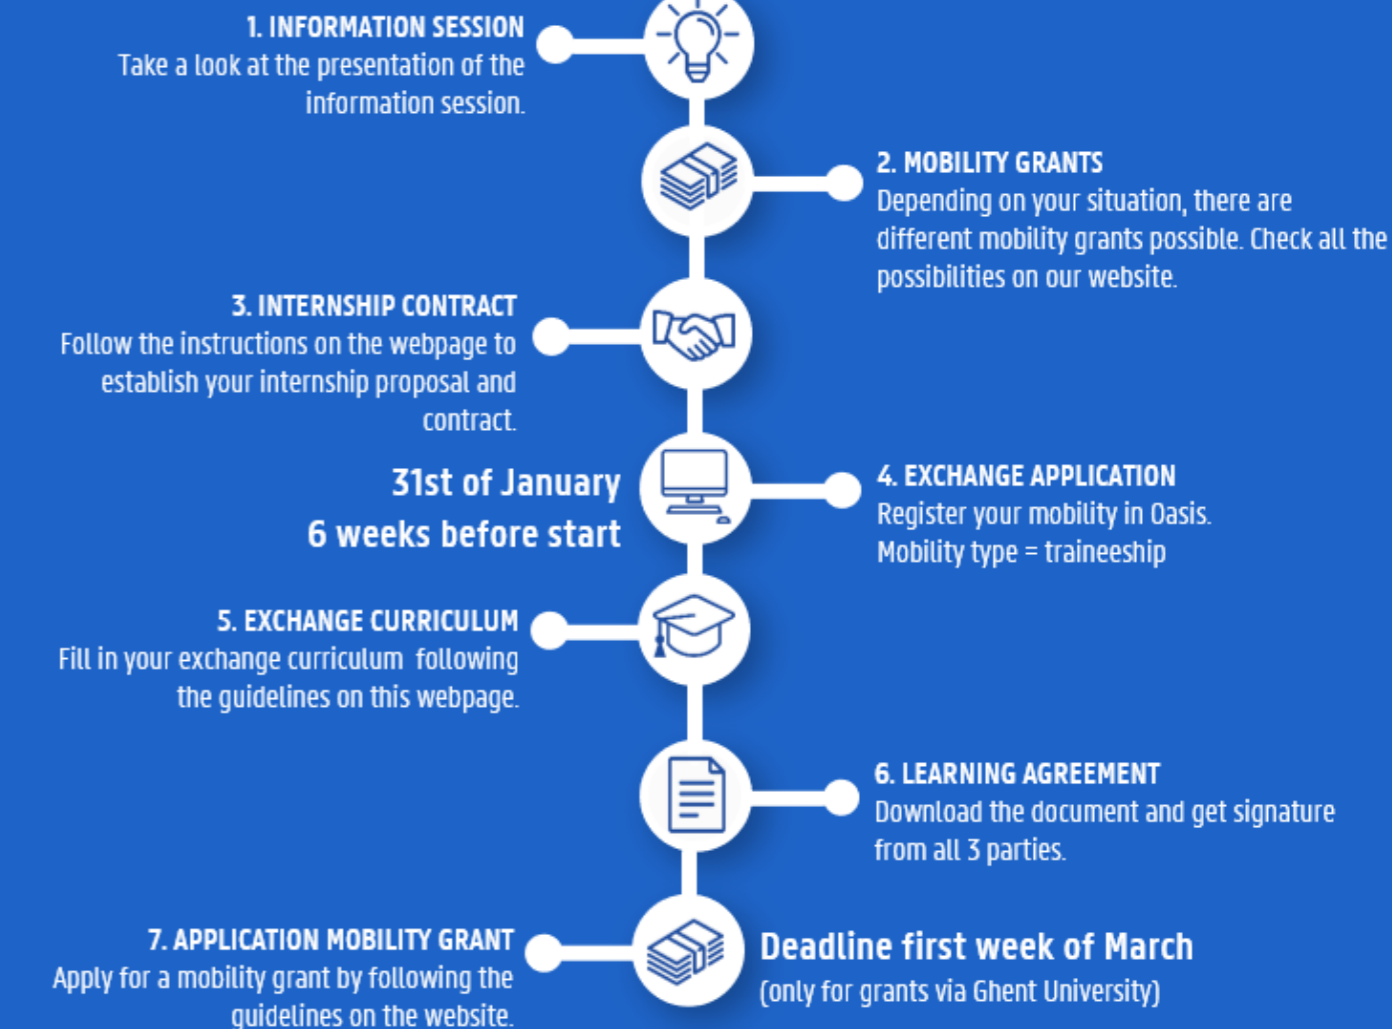 1. INFORMATION SESSION
Take a look at the presentation of the
information session.
2. MOBILITY GRANTS
Depending on your situation, there are
different mobility grants possible. Check all the
possibilities on our website.
3. INTERNSHIP CONTRACT
Follow the instructions on the webpage to
establish your internship proposal and
contract.
31st of January
6 weeks before start
4. EXCHANGE APPLICATION
Register your mobility in Oasis.
Mobility type = traineeship
5. EXCHANGE CURRICULUM
Fill in your exchange curriculum  following
the guidelines on this webpage.
6. LEARNING AGREEMENT
Download the document and get signature
from all 3 parties.
7. APPLICATION MOBILITY GRANT
Apply for a mobility grant by following the
guidelines on the website.
Deadline first week of March
(only for grants via Ghent University)